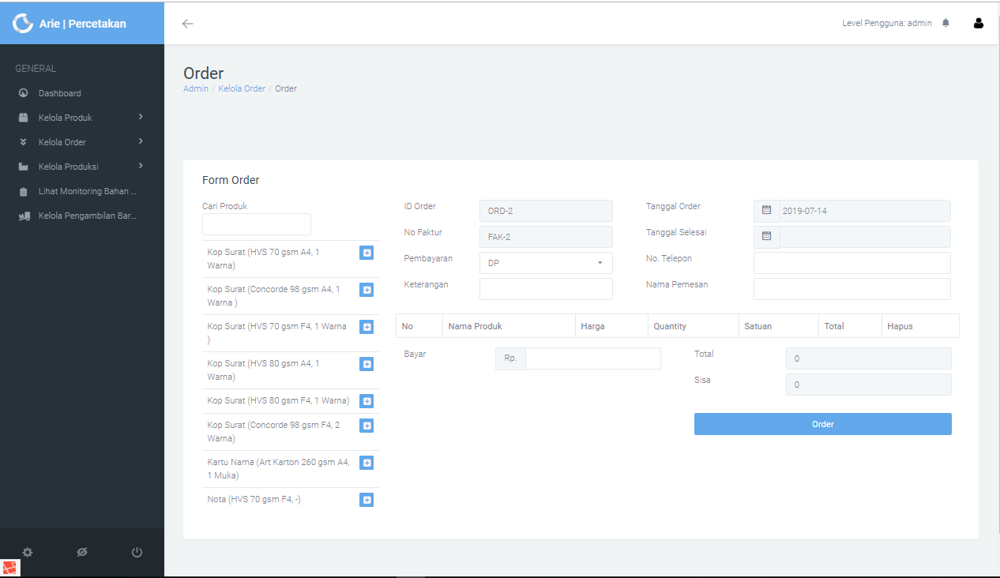 Arie | Percetakan
Level Pengguna: admin
GENERAL
Dashboard
Kelola Produk
Kelola Order
Kelola Produksi
Lihat Monitoring Bahan ...
Kelola Pengambilan Bar...
Order
Admin / Kelola Order / Order
Form Order
Cari Produk
Kop Surat (HVS 70 gsm A4, 1
Warna)
Kop Surat (Concorde 98 gsm A4, 1
Warna )
Kop Surat (HVS 70 gsm F4, 1 Warna
)
Kop Surat (HVS 80 gsm A4, 1
Warna)
Kop Surat (HVS 80 gsm F4, 1 Warna)
Kop Surat (Concorde 98 gsm F4, 2
Warna)
Kartu Nama (Art Karton 260 gsm A4,
1 Muka)
Nota (HVS 70 gsm F4, -)
ID Order ORD-2
No Faktur FAK-2
Pembayaran DP
Keterangan
Tanggal Order 2019-07-14
Tanggal Selesai
No. Telepon
Nama Pemesan
No Nama Produk Harga Quantity Satuan Total Hapus
Bayar Rp.
Total 0
Sisa 0
Order